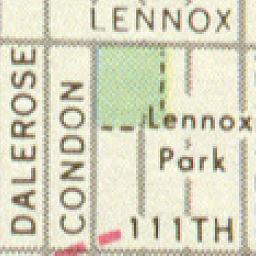 LENNOX
DALEROSE
CONDON
Lennox
Park
111TH